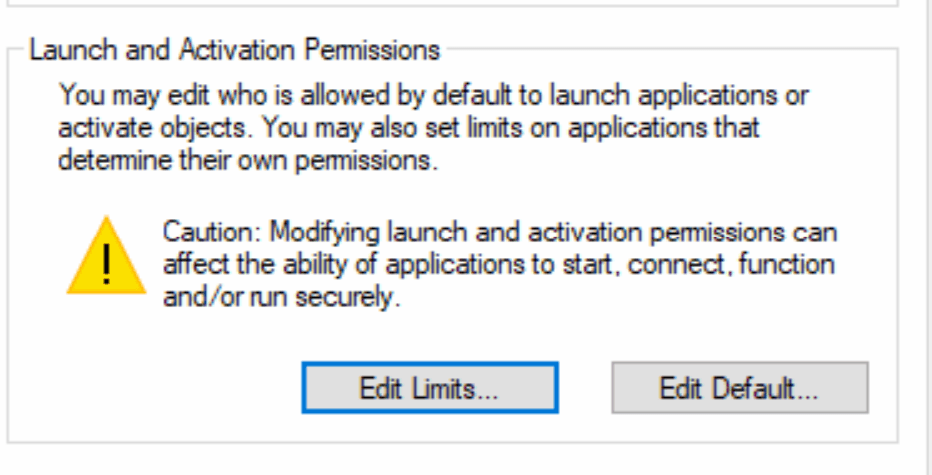 Launch and Activation Permissions
You may edit who is allowed by default to launch applications or
activate objects. You may also set limits on applications that
determine their own permissions.
!
Caution: Modifying launch and activation permissions can
affect the ability of applications to start, connect, function
and/or run securely.
Edit Limits...
Edit Default...